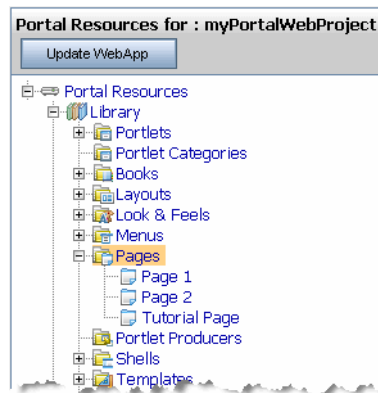 Portal Resources for : myPortalWebProject
Update WebApp
Portal Resources
Library
Portlets
Portlet Categories
Books
Layouts
Look & Feels
Menus
Pages
Page 1
Page 2
Tutorial Page
Portlet Producers
Shells
Templates